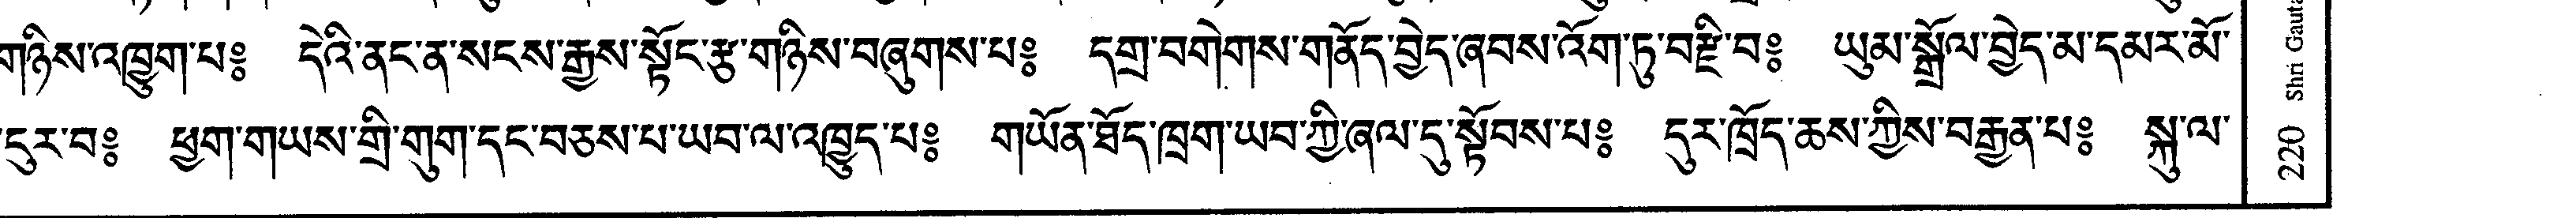 གཉིས་འཁྱུག་པ༔ དེའི་ནང་ན་སངས་རྒྱས་སྟོང་རྩ་གཉིས་བཞུགས་པ༔ དགྲ་བགེགས་གནོད་བྱེད་ཞབས་འོག་ཏུ་བརྫི་བ༔ ཡུམ་སྒྲོལ་བྱེད་མ་དམར་མོ་
དུར་བ༔ ཕྱག་གཡས་གྲི་གུག་དང་བཅས་པ་ཡབ་ལ་འཁྱུད་པ༔ གཡོན་ཐོད་ཁྲག་ཡབ་ཀྱི་ཞལ་དུ་སྟོབས་པ༔ དུར་ཁྲོད་ཆས་ཀྱིས་བརྒྱན་པ༔ སྐུ་ལ་
220 Shri